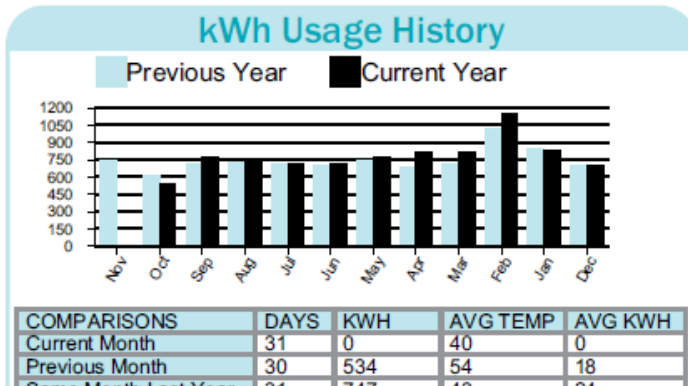 kWh Usage History
Previous Year Current Year
1200
1050
900
750
600
450
300
150
0
Nov Oct Sep Aug Jul Jun May Apr Mar Feb Jan Dec
COMPARISONS DAYS KWH AVG TEMP AVG KWH
Current Month 31 0 40 0
Previous Month 30 534 54 18